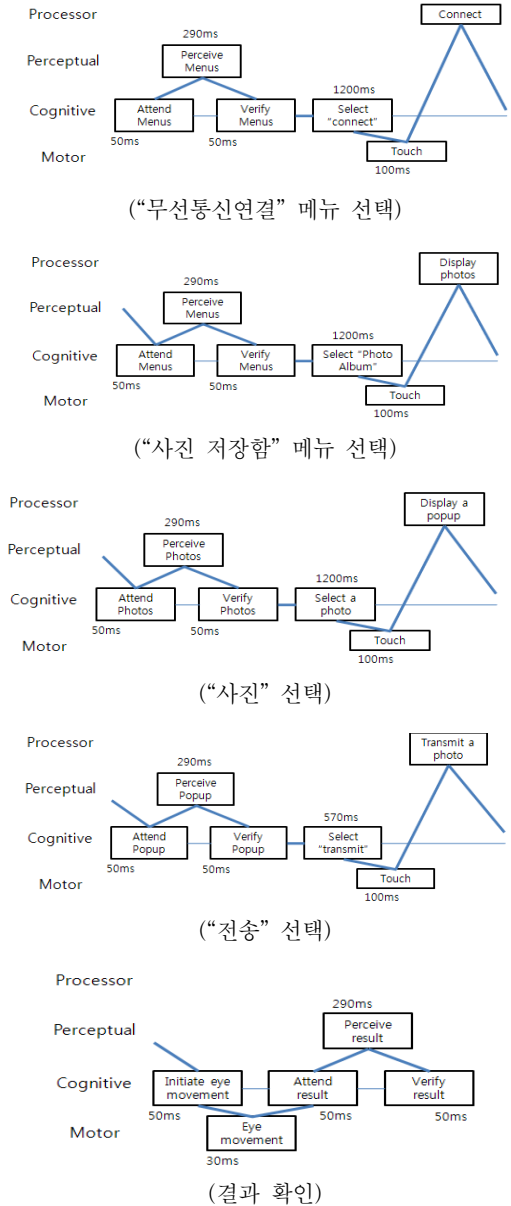 Processor
Connect
290ms
Perceptual
Perceive
Menus
1200ms
Cognitive
Attend
Menus
Verify
Menus
Select
"connect"
50ms
50ms
Motor
Touch
100ms
(“무선통신연결” 메뉴 선택)
Processor
Display
photos
290ms
Perceptual
Perceive
Menus
1200ms
Cognitive
Attend
Menus
Verify
Menus
Select "Photo
Album"
50ms
50ms
Motor
Touch
100ms
(“사진 저장함” 메뉴 선택)
Processor
Display a
popup
290ms
Perceptual
Perceive
Photos
1200ms
Cognitive
Attend
Photos
Verify
Photos
Select a
photo
50ms
50ms
Motor
Touch
100ms
(“사진” 선택)
Processor
Transmit a
photo
290ms
Perceptual
Perceive
Popup
570ms
Cognitive
Attend
Popup
Verify
Popup
Select
"transmit"
50ms
50ms
Motor
Touch
100ms
(“전송” 선택)
Processor
290ms
Perceptual
Perceive
result
Cognitive
Initiate eye
movement
Attend
result
Verify
result
50ms
50ms
50ms
Motor
Eye
movement
30ms
(결과 확인)